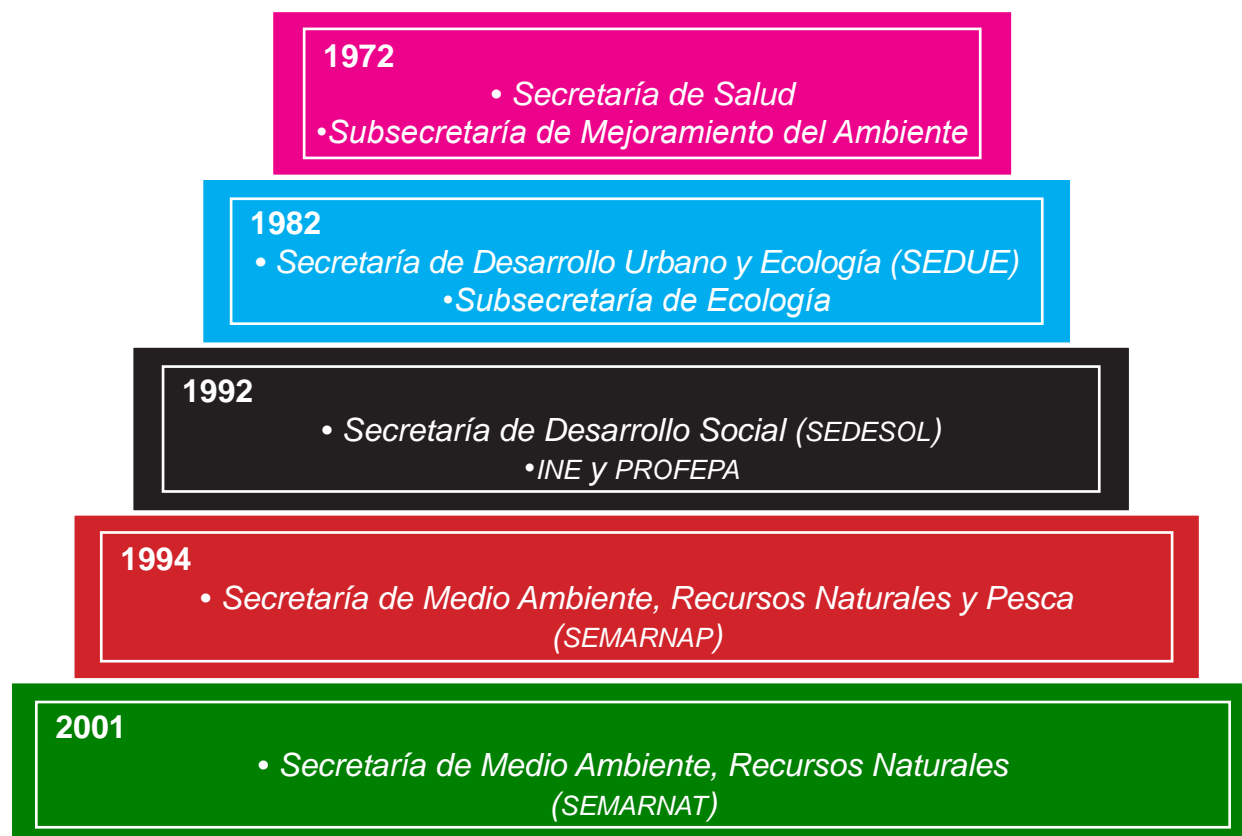 1972
• Secretaría de Salud
•Subsecretaría de Mejoramiento del Ambiente
1982
• Secretaría de Desarrollo Urbano y Ecología (SEDUE)
•Subsecretaría de Ecología
1992
• Secretaría de Desarrollo Social (SEDESOL)
•INE y PROFEPA
1994
• Secretaría de Medio Ambiente, Recursos Naturales y Pesca
(SEMARNAP)
2001
• Secretaría de Medio Ambiente, Recursos Naturales
(SEMARNAT)